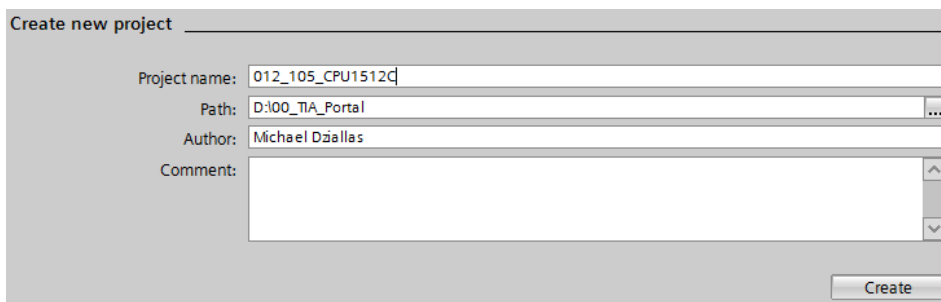 Create new project
Project name: 012_105_CPU1512C
Path: D:\00_TIA_Portal
...
Author: Michael Dziallas
Comment:
Create